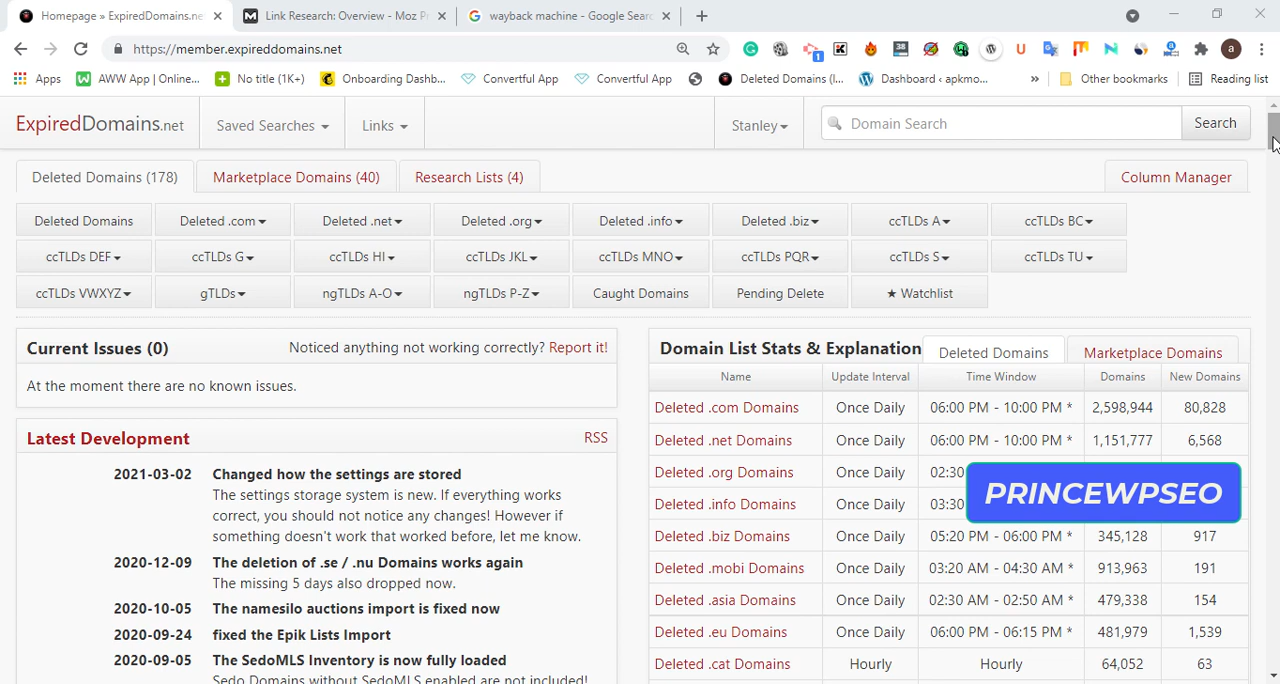 Homepage » ExpiredDomains.ne
Link Research: Overview - Moz P
wayback machine - Google Sear
https://member.expireddomains.net
38
1
a
Apps
AWW App | Online...
No title (1K+)
Onboarding Dashb...
Convertful App
Convertful App
Deleted Domains (l...
Dashboard ‹ apkmo...
»
Other bookmarks
Reading list
ExpiredDomains.net
Saved Searches
Links
Stanley
Domain Search
Search
Deleted Domains (178)
Marketplace Domains (40)
Research Lists (4)
Column Manager
Deleted Domains
Deleted .com
Deleted .net
Deleted .org
Deleted .info
Deleted .biz
ccTLDs A
ccTLDs BC
ccTLDs DEF
ccTLDs G
ccTLDs HI
ccTLDs JKL
ccTLDs MNO
ccTLDs PQR
ccTLDs S
ccTLDs TU
ccTLDs VWXYZ
gTLDs
ngTLDs A-O
ngTLDs P-Z
Caught Domains
Pending Delete
★ Watchlist
Current Issues (0)
Noticed anything not working correctly? Report it!
At the moment there are no known issues.
Latest Development
RSS
2021-03-02 Changed how the settings are stored
The settings storage system is new. If everything works
correct, you should not notice any changes! However if
something doesn't work that worked before, let me know.
2020-12-09 The deletion of .se / .nu Domains works again
The missing 5 days also dropped now.
2020-10-05 The namesilo auctions import is fixed now
2020-09-24 fixed the Epik Lists Import
2020-09-05 The SedoMLS Inventory is now fully loaded
Sedo Domains without SedoMLS enabled are not included!
Domain List Stats & Explanation
Deleted Domains
Marketplace Domains
Name Update Interval Time Window Domains New Domains
Deleted .com Domains Once Daily 06:00 PM - 10:00 PM * 2,598,944 80,828
Deleted .net Domains Once Daily 06:00 PM - 10:00 PM * 1,151,777 6,568
Deleted .org Domains Once Daily 02:30
Deleted .info Domains Once Daily 03:30
PRINCEWPSEO
Deleted .biz Domains Once Daily 05:20 PM - 06:00 PM * 345,128 917
Deleted .mobi Domains Once Daily 03:20 AM - 04:30 AM * 913,963 191
Deleted .asia Domains Once Daily 02:30 AM - 02:50 AM * 479,338 154
Deleted .eu Domains Once Daily 06:00 PM - 06:15 PM * 481,979 1,539
Deleted .cat Domains Hourly Hourly 64,052 63